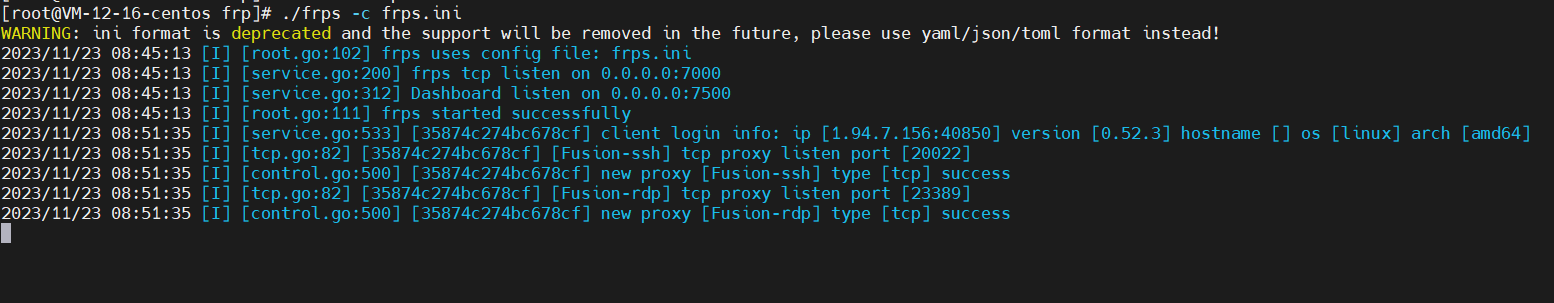 [root@VM-12-16-centos frp]# ./frps -c frps.ini
WARNING: ini format is deprecated and the support will be removed in the future, please use yaml/json/toml format instead!
2023/11/23 08:45:13 [I] [root.go:102] frps uses config file: frps.ini
2023/11/23 08:45:13 [I] [service.go:200] frps tcp listen on 0.0.0.0:7000
2023/11/23 08:45:13 [I] [service.go:312] Dashboard listen on 0.0.0.0:7500
2023/11/23 08:45:13 [I] [root.go:111] frps started successfully
2023/11/23 08:51:35 [I] [service.go:533] [35874c274bc678cf] client login info: ip [1.94.7.156:40850] version [0.52.3] hostname [] os [linux] arch [amd64]
2023/11/23 08:51:35 [I] [tcp.go:82] [35874c274bc678cf] [Fusion-ssh] tcp proxy listen port [20022]
2023/11/23 08:51:35 [I] [control.go:500] [35874c274bc678cf] new proxy [Fusion-ssh] type [tcp] success
2023/11/23 08:51:35 [I] [tcp.go:82] [35874c274bc678cf] [Fusion-rdp] tcp proxy listen port [23389]
2023/11/23 08:51:35 [I] [control.go:500] [35874c274bc678cf] new proxy [Fusion-rdp] type [tcp] success